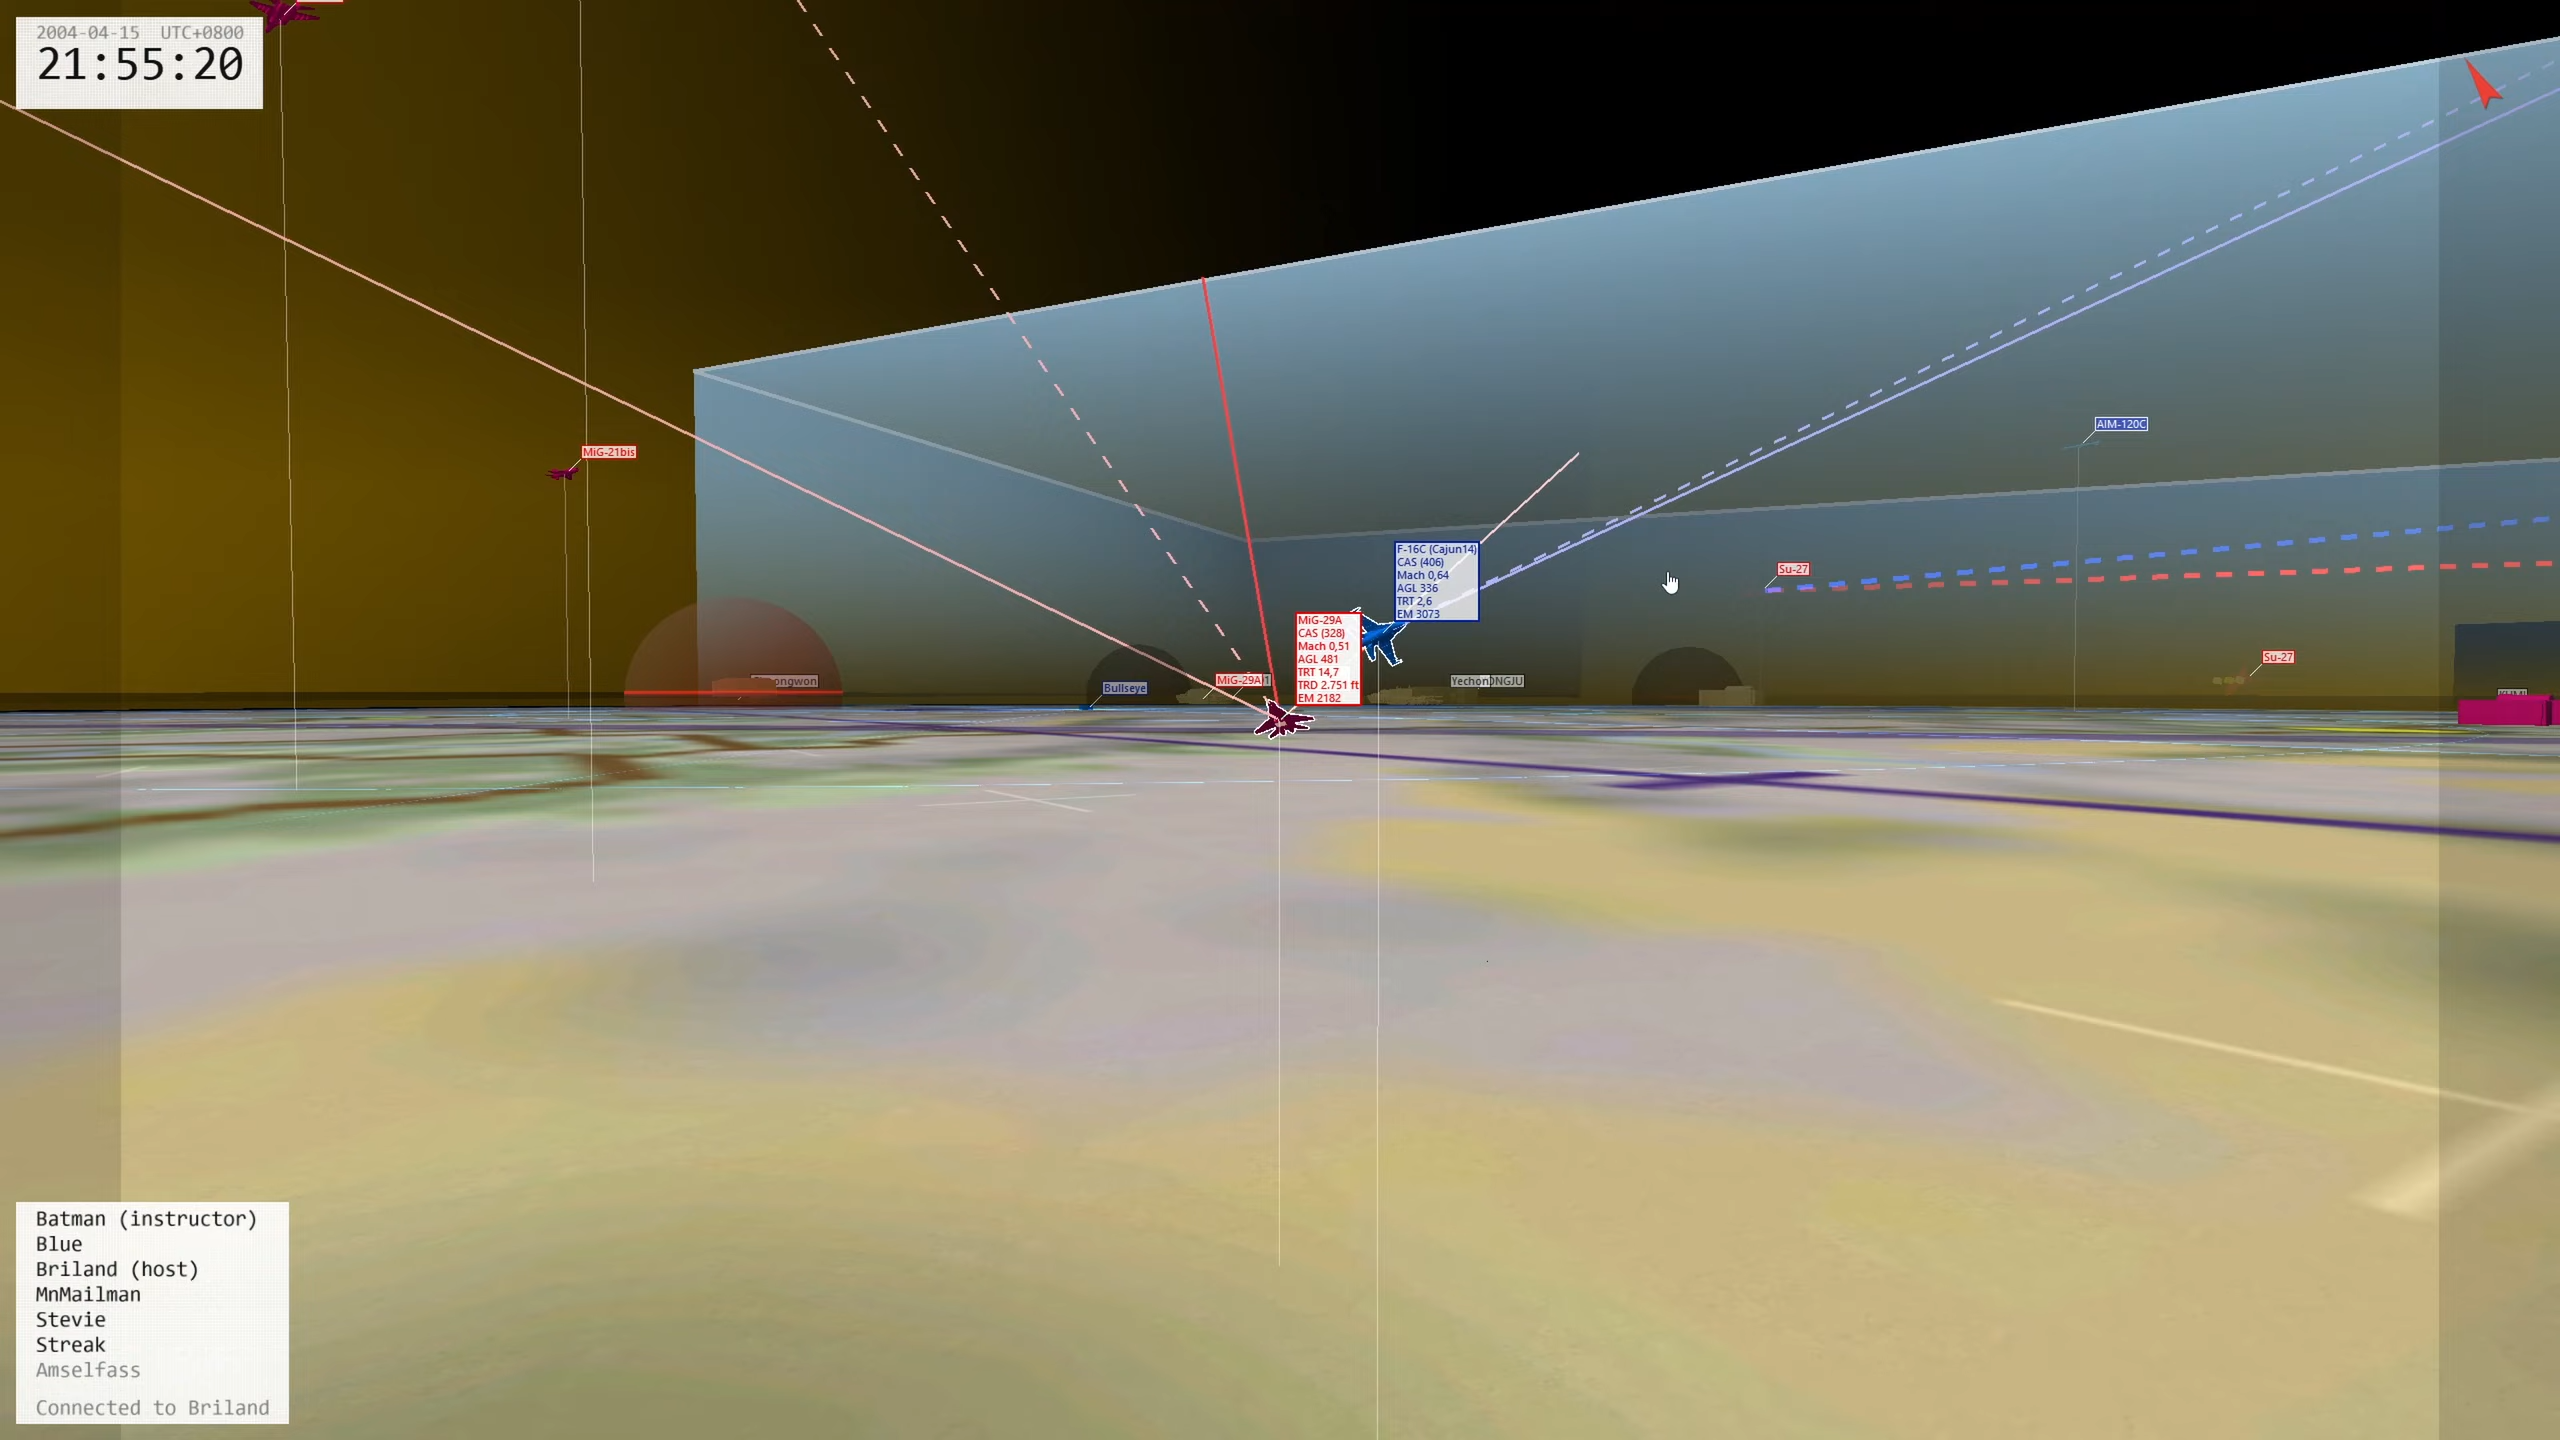 2004-04-15 UTC+0800
21:55:20
AIM-120C
MiG-21bis
F-16C (Cajun14)
CAS (406)
Mach 0,64
AGL 336
TRT 2,6
EM 3073
Su-27
MiG-29A
CAS (328)
Mach 0,51
AGL 481
TRT 14,7
TRD 2.751 ft
EM 2182
Su-27
MiG-29A
Bullseye
Batman (instructor)
Blue
Briland (host)
MnMailman
Stevie
Streak
Amselfass
Connected to Briland